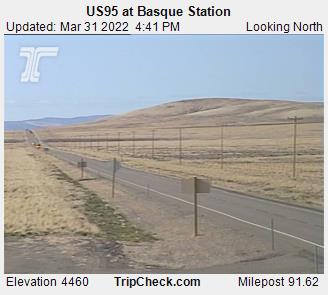 US95 at Basque Station
Updated: Mar 31 2022 4:41 PM Looking North
Elevation 4460 TripCheck.com Milepost 91.62